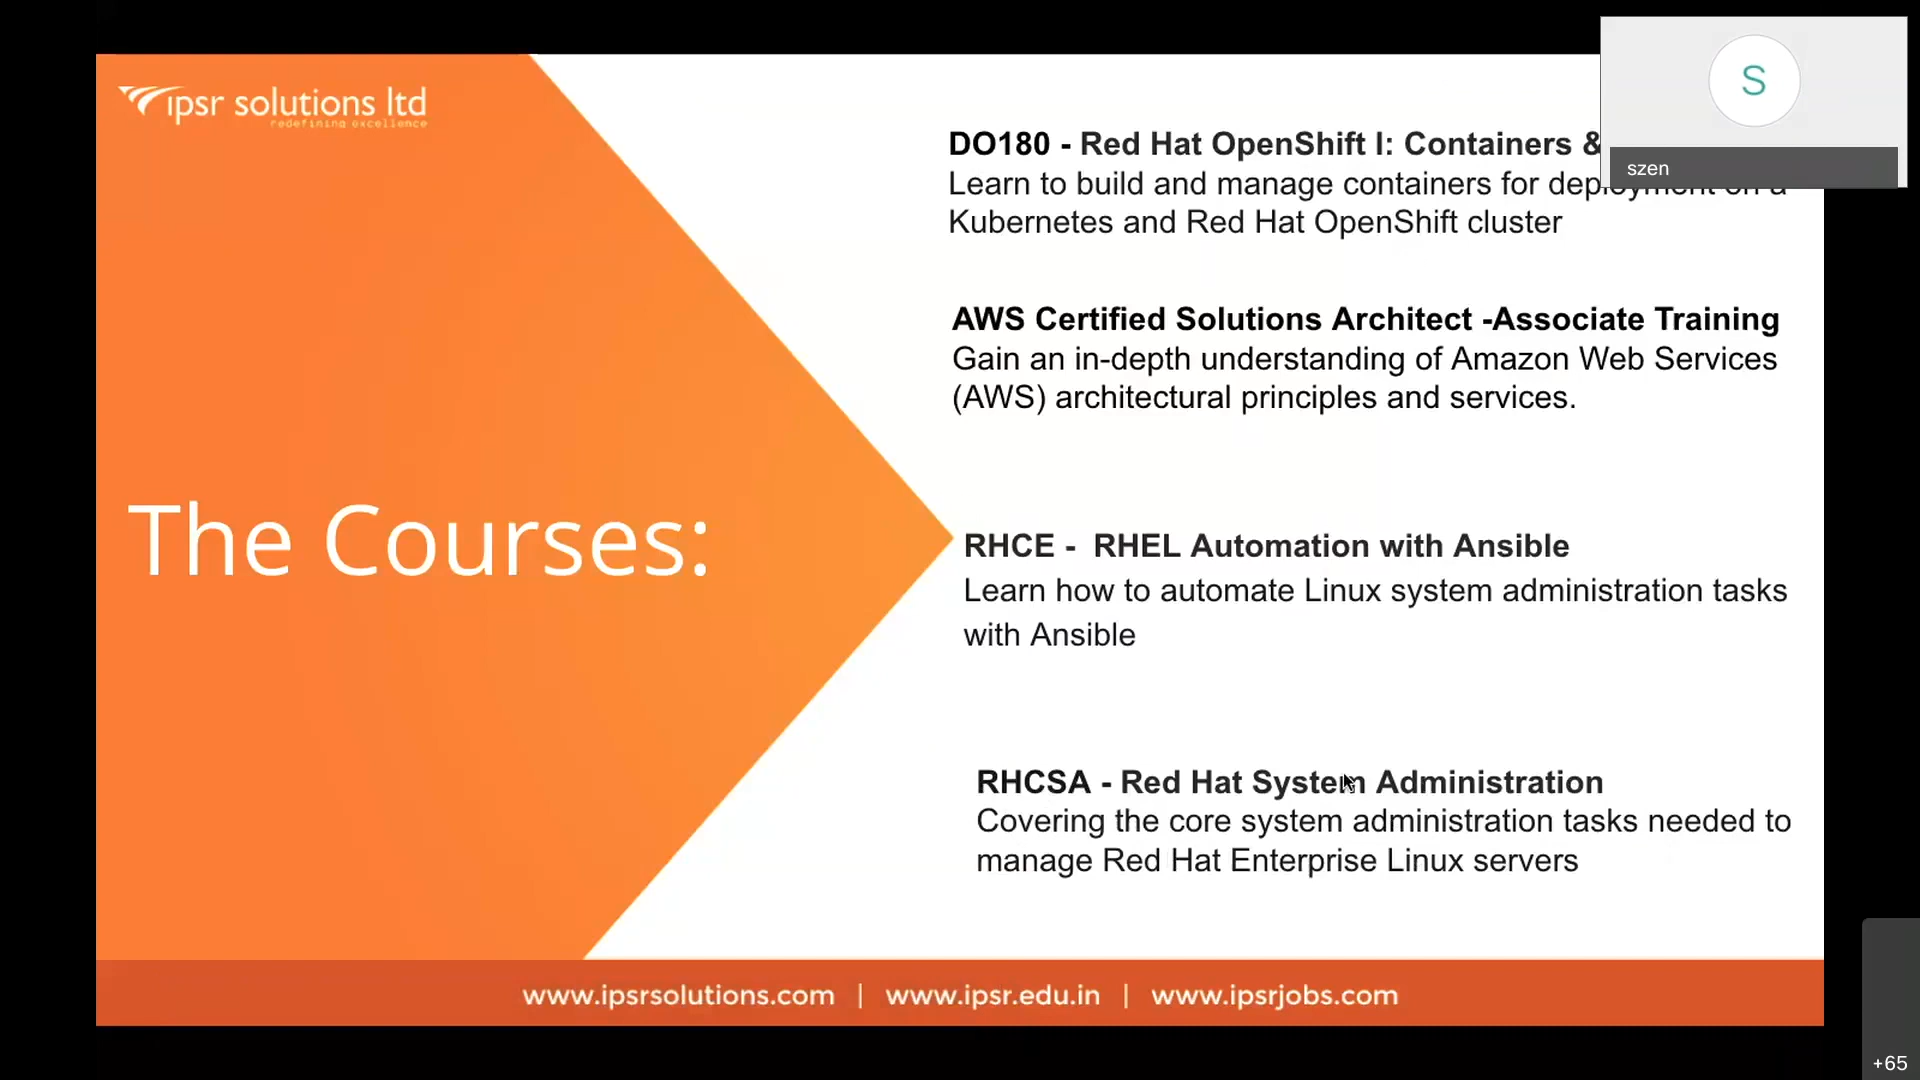 ipsr solutions ltd
redefining excellence
The Courses:
DO180 - Red Hat OpenShift I: Containers &
Learn to build and manage containers for deployment on a
Kubernetes and Red Hat OpenShift cluster
AWS Certified Solutions Architect -Associate Training
Gain an in-depth understanding of Amazon Web Services
(AWS) architectural principles and services.
RHCE -  RHEL Automation with Ansible
Learn how to automate Linux system administration tasks
with Ansible
RHCSA - Red Hat System Administration
Covering the core system administration tasks needed to
manage Red Hat Enterprise Linux servers
www.ipsrsolutions.com | www.ipsr.edu.in | www.ipsrjobs.com
S
szen
+65